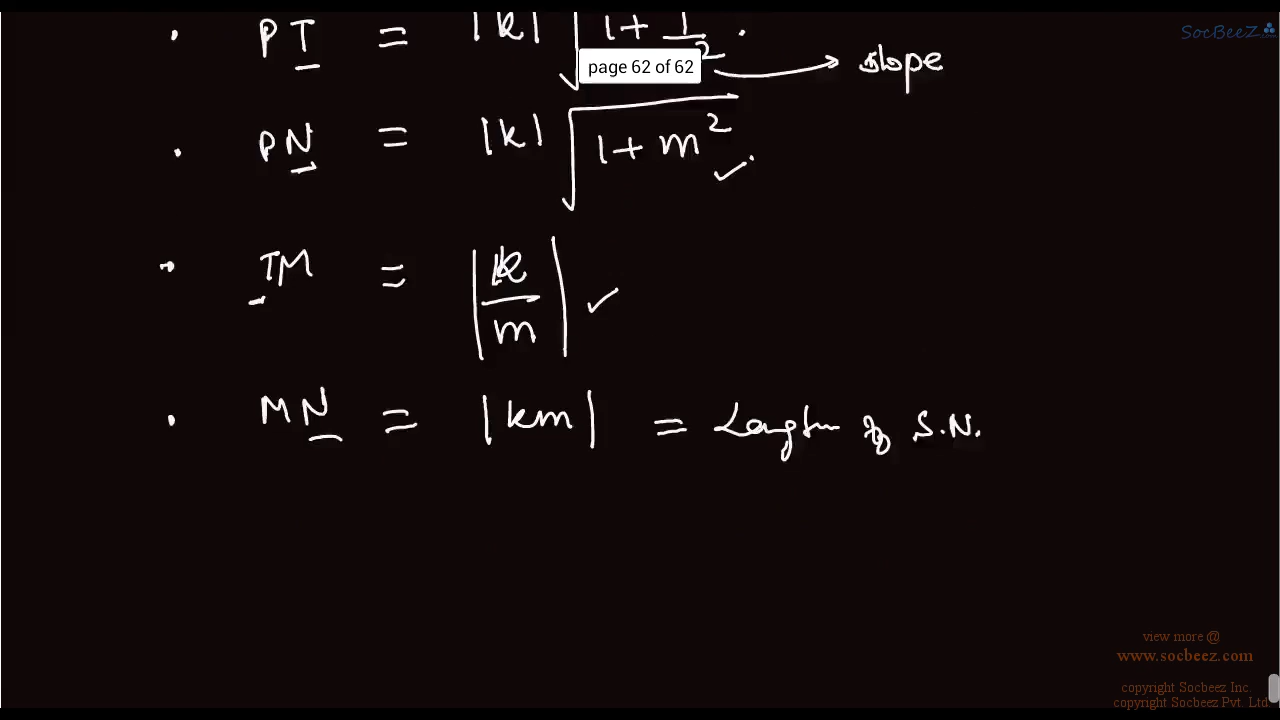 SocBeeZ
. PT = |k| √1 + 1/m2 .
page 62 of 62
→ slope
. PN = |k| √1 + m2 ✓.
. TM = |k/m| ✓
. MN = |km| = Length of S.N.
view more @
www.socbeez.com
copyright Socbeez Inc.
copyright Socbeez Pvt. Ltd.